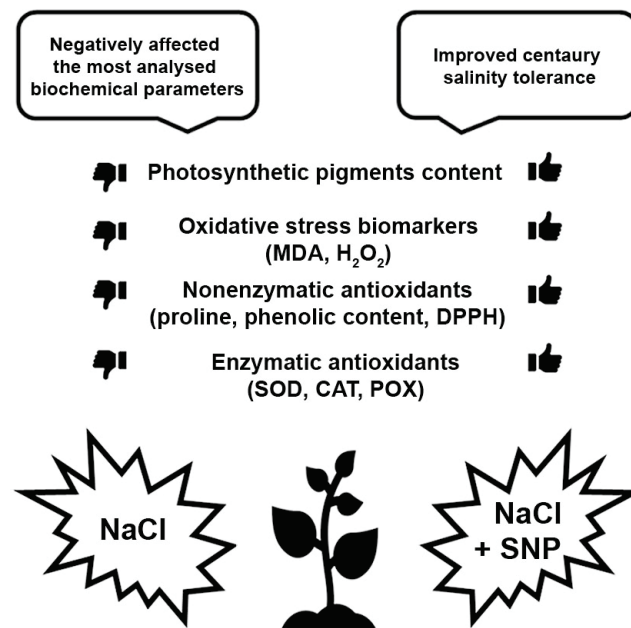 Negatively affected
the most analysed
biochemical parameters
Improved centaury
salinity tolerance
Photosynthetic pigments content
Oxidative stress biomarkers
(MDA, H₂O₂)
Nonenzymatic antioxidants
(proline, phenolic content, DPPH)
Enzymatic antioxidants
(SOD, CAT, POX)
NaCl
NaCl
+ SNP